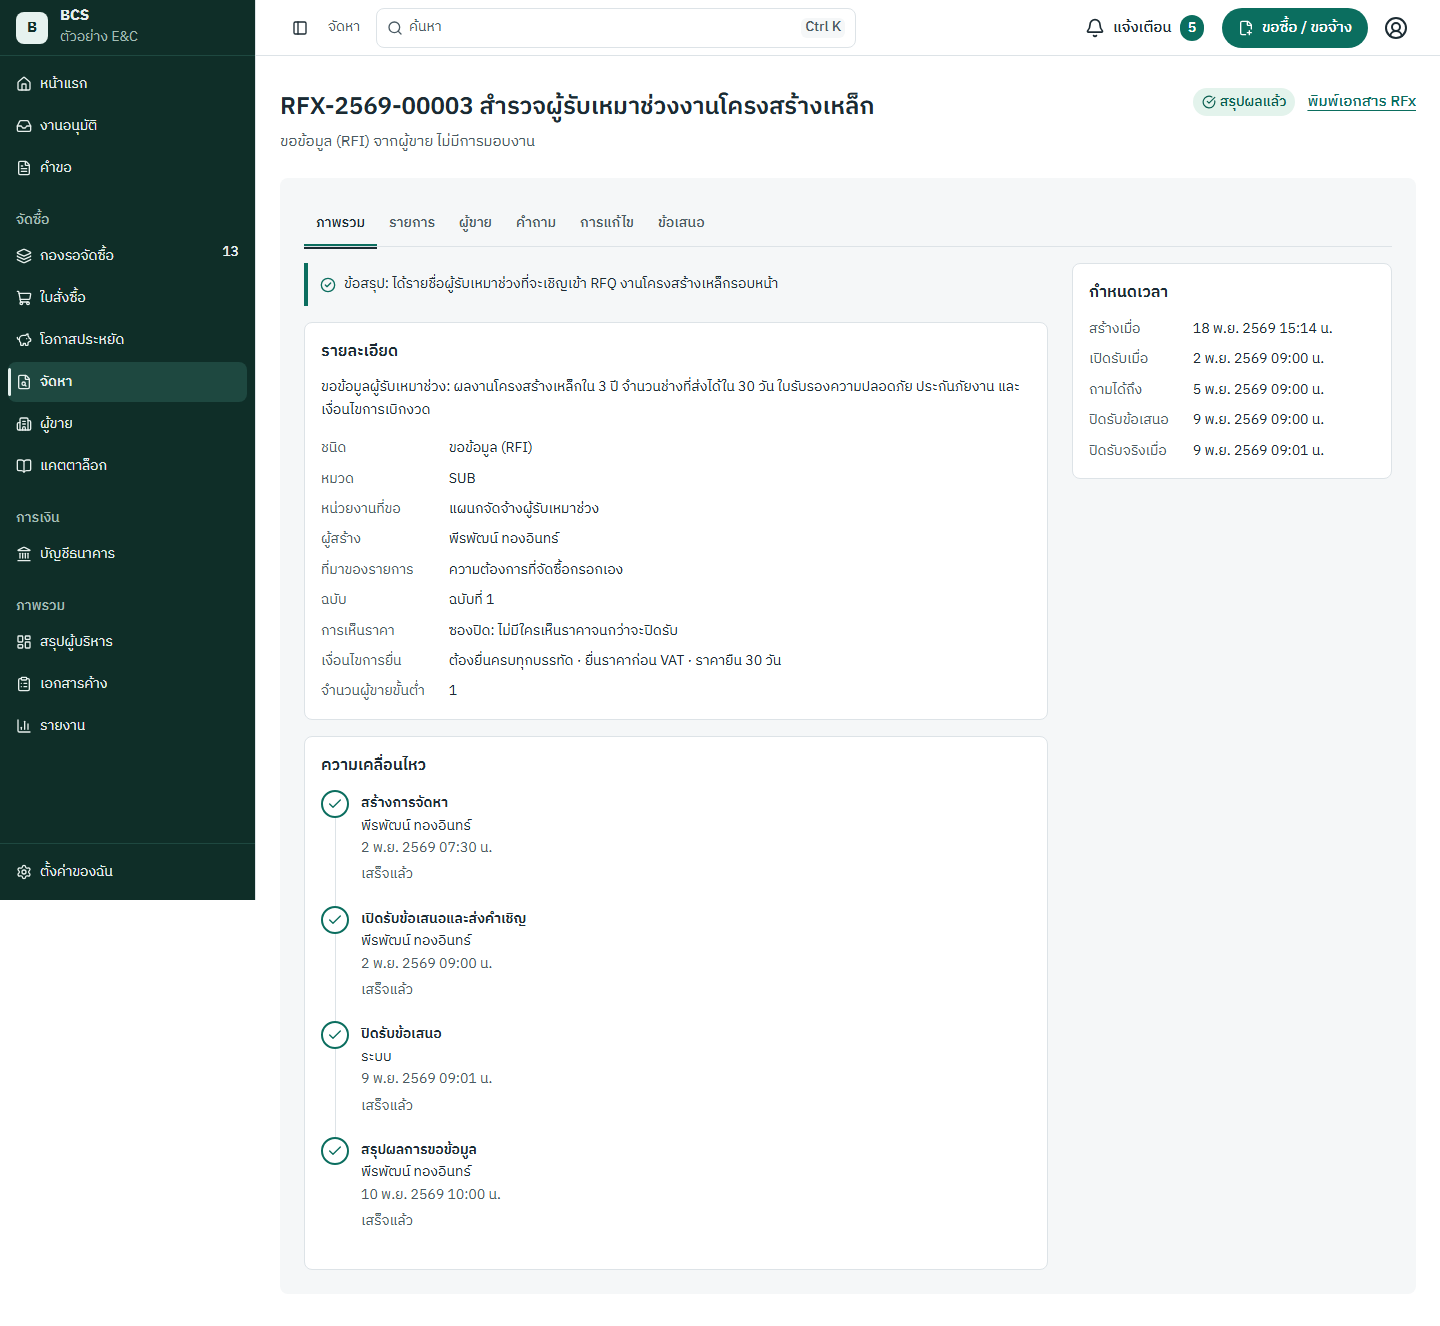 B
BCS
ตัวอย่าง E&C
หน้าแรก
งานอนุมัติ
คำขอ
จัดซื้อ
กองรอจัดซื้อ 13
ใบสั่งซื้อ
โอกาสประหยัด
จัดหา
ผู้ขาย
แคตตาล็อก
การเงิน
บัญชีธนาคาร
ภาพรวม
สรุปผู้บริหาร
เอกสารค้าง
รายงาน
ตั้งค่าของฉัน
จัดหา
ค้นหา Ctrl K
แจ้งเตือน 5
ขอซื้อ / ขอจ้าง
RFX-2569-00003 สำรวจผู้รับเหมาช่วงงานโครงสร้างเหล็ก
สรุปผลแล้ว
พิมพ์เอกสาร RFx
ขอข้อมูล (RFI) จากผู้ขาย ไม่มีการมอบงาน
ภาพรวม รายการ ผู้ขาย คำถาม การแก้ไข ข้อเสนอ
ข้อสรุป: ได้รายชื่อผู้รับเหมาช่วงที่จะเชิญเข้า RFQ งานโครงสร้างเหล็กรอบหน้า
รายละเอียด
ขอข้อมูลผู้รับเหมาช่วง: ผลงานโครงสร้างเหล็กใน 3 ปี จำนวนช่างที่ส่งได้ใน 30 วัน ใบรับรองความปลอดภัย ประกันภัยงาน และ
เงื่อนไขการเบิกงวด
ชนิด ขอข้อมูล (RFI)
หมวด SUB
หน่วยงานที่ขอ แผนกจัดจ้างผู้รับเหมาช่วง
ผู้สร้าง พีรพัฒน์ ทองอินทร์
ที่มาของรายการ ความต้องการที่จัดซื้อกรอกเอง
ฉบับ ฉบับที่ 1
การเห็นราคา ซองปิด: ไม่มีใครเห็นราคาจนกว่าจะปิดรับ
เงื่อนไขการยื่น ต้องยื่นครบทุกบรรทัด · ยื่นราคาก่อน VAT · ราคายืน 30 วัน
จำนวนผู้ขายขั้นต่ำ 1
กำหนดเวลา
สร้างเมื่อ 18 พ.ย. 2569 15:14 น.
เปิดรับเมื่อ 2 พ.ย. 2569 09:00 น.
ถามได้ถึง 5 พ.ย. 2569 09:00 น.
ปิดรับข้อเสนอ 9 พ.ย. 2569 09:00 น.
ปิดรับจริงเมื่อ 9 พ.ย. 2569 09:01 น.
ความเคลื่อนไหว
สร้างการจัดหา
พีรพัฒน์ ทองอินทร์
2 พ.ย. 2569 07:30 น.
เสร็จแล้ว
เปิดรับข้อเสนอและส่งคำเชิญ
พีรพัฒน์ ทองอินทร์
2 พ.ย. 2569 09:00 น.
เสร็จแล้ว
ปิดรับข้อเสนอ
ระบบ
9 พ.ย. 2569 09:01 น.
เสร็จแล้ว
สรุปผลการขอข้อมูล
พีรพัฒน์ ทองอินทร์
10 พ.ย. 2569 10:00 น.
เสร็จแล้ว